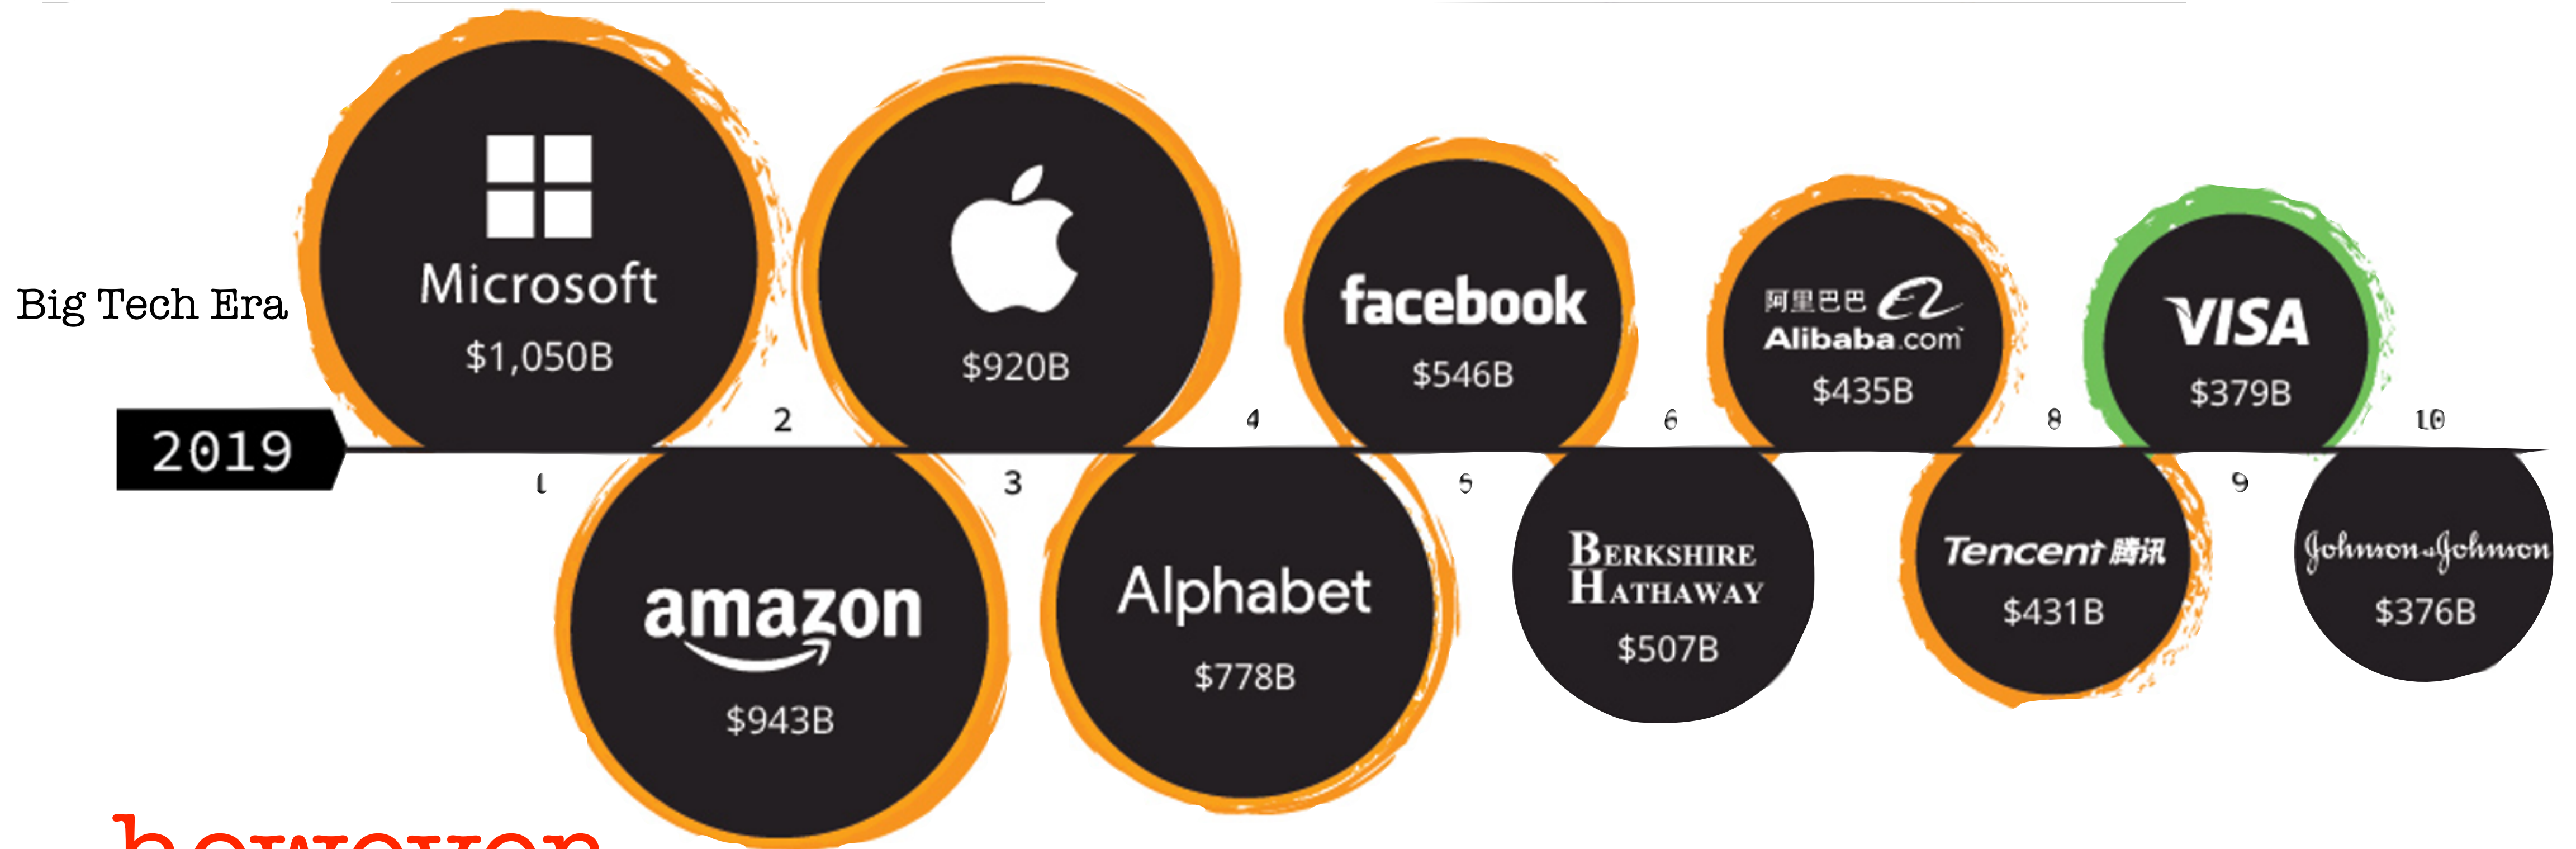 Big Tech Era
2019
Microsoft
$1,050B
1
amazon
$943B
2
$920B
3
Alphabet
$778B
4
facebook
$546B
5
BERKSHIRE
HATHAWAY
$507B
6
阿里巴巴
Alibaba.com
$435B
Tencent 腾讯
$431B
8
VISA
$379B
9
Johnson & Johnson
$376B
10
however